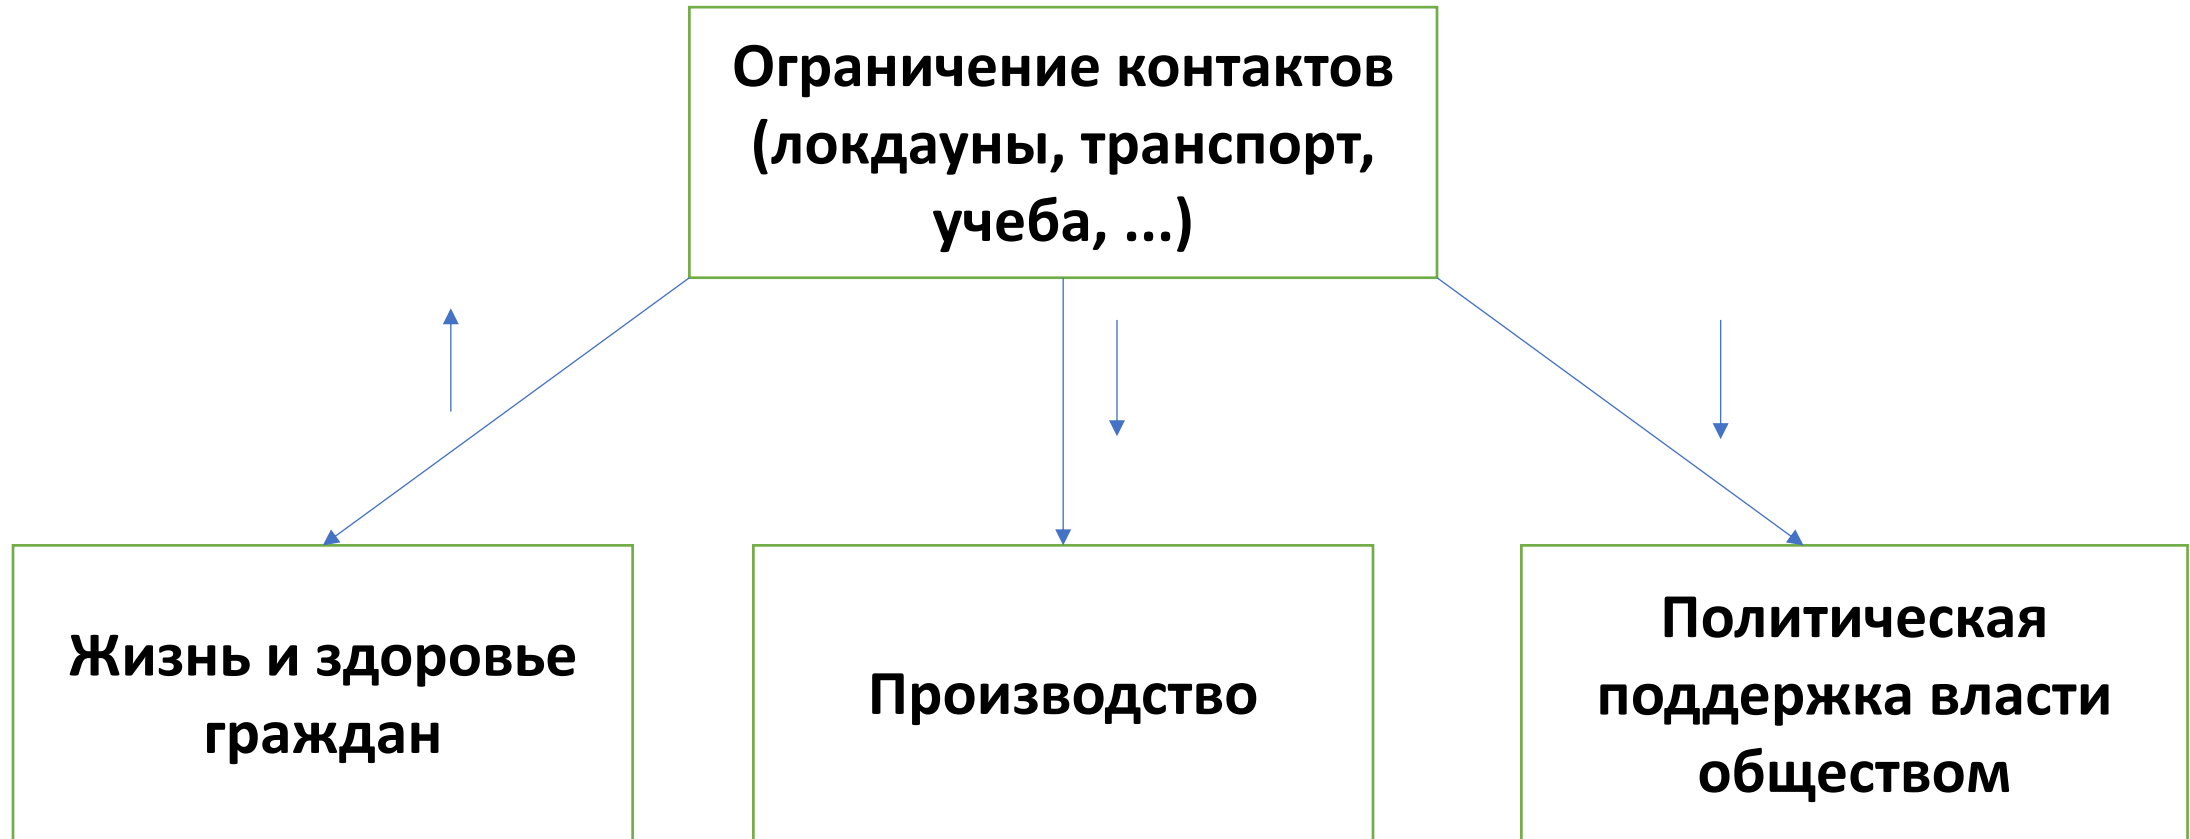 Ограничение контактов
(локдауны, транспорт,
учеба, ...)
Жизнь и здоровье
граждан
Производство
Политическая
поддержка власти
обществом